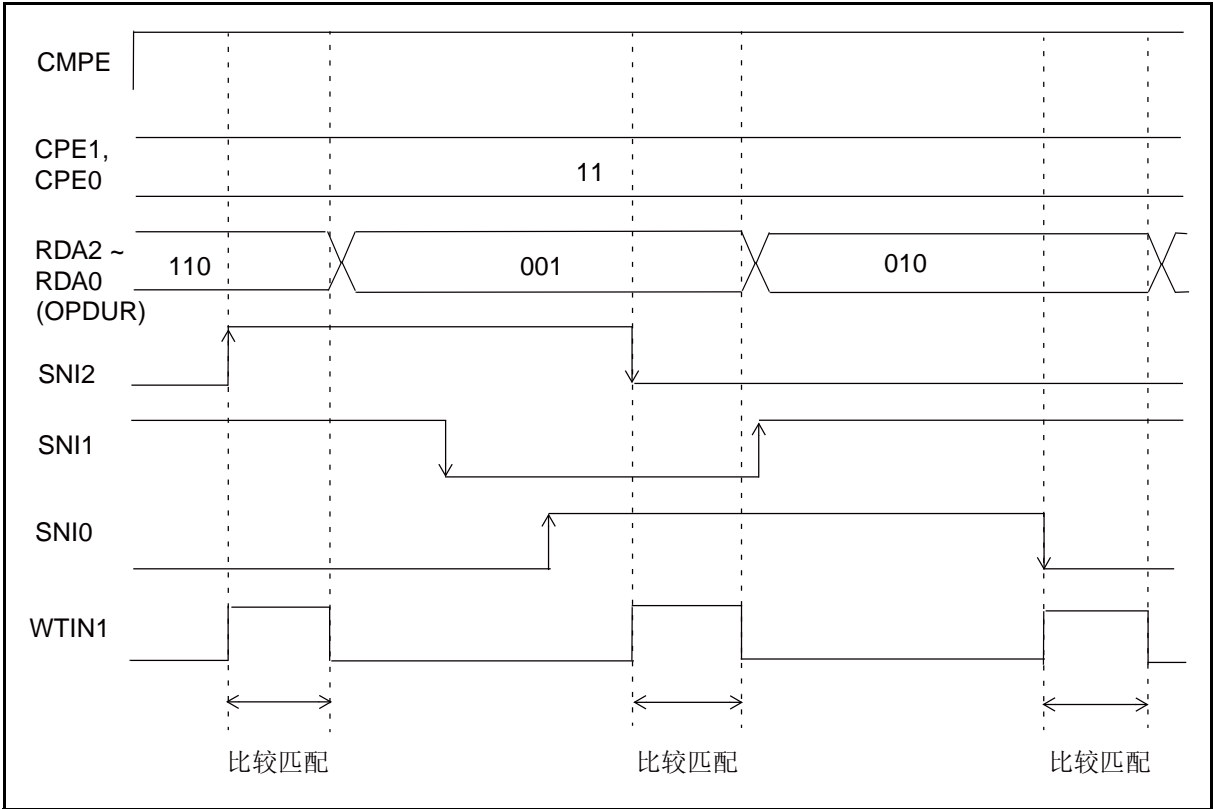 CMPE
CPE1,
CPE0
11
RDA2 ~
RDA0
(OPDUR)
110
001
010
SNI2
SNI1
SNI0
WTIN1
比较匹配
比较匹配
比较匹配